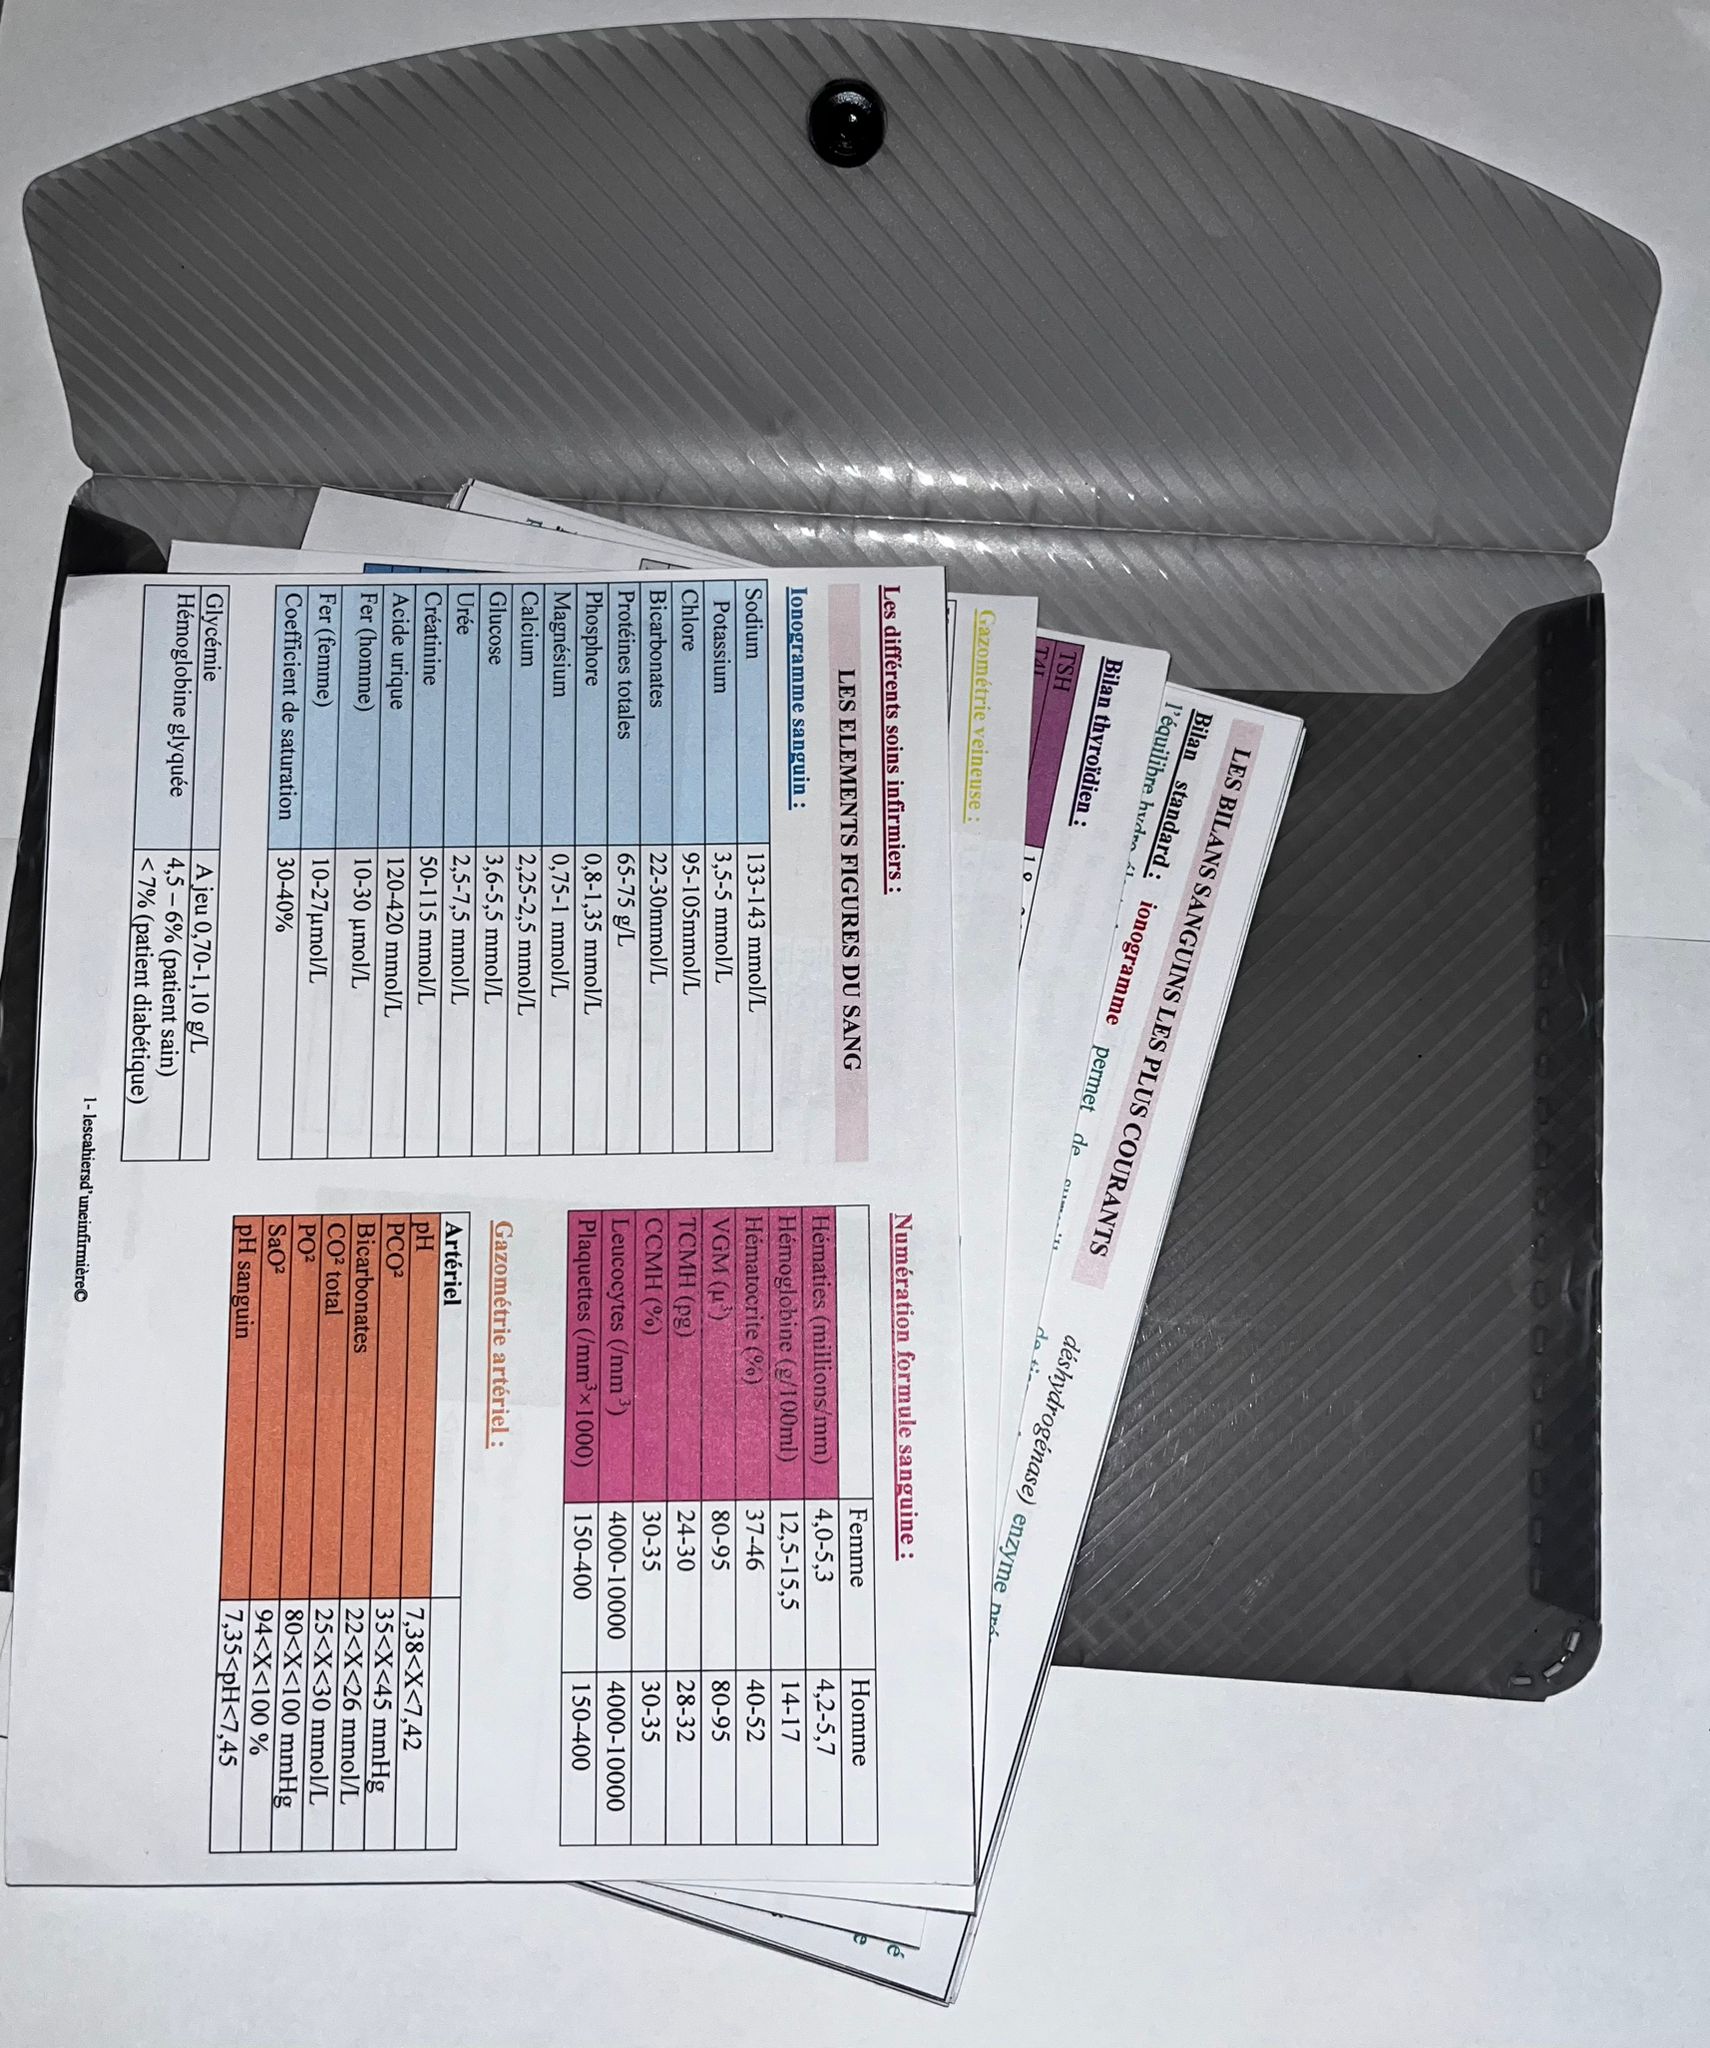 Les différents soins infirmiers :
LES ELEMENTS FIGURES DU SANG
Ionogramme sanguin :
Sodium 133-143 mmol/L
Potassium 3,5-5 mmol/L
Chlore 95-105mmol/L
Bicarbonates 22-30mmol/L
Protéines totales 65-75 g/L
Phosphore 0,8-1,35 mmol/L
Magnésium 0,75-1 mmol/L
Calcium 2,25-2,5 mmol/L
Glucose 3,6-5,5 mmol/L
Urée 2,5-7,5 mmol/L
Créatinine 50-115 mmol/L
Acide urique 120-420 mmol/L
Fer (homme) 10-30 µmol/L
Fer (femme) 10-27µmol/L
Coefficient de saturation 30-40%
Glycémie A jeu 0,70-1,10 g/L
Hémoglobine glyquée 4,5 – 6% (patient sain)
< 7% (patient diabétique)
Numération formule sanguine :
Femme Homme
Hématies (millions/mm) 4,0-5,3 4,2-5,7
Hémoglobine (g/100ml) 12,5-15,5 14-17
Hématocrite (%) 37-46 40-52
VGM (µ³) 80-95 80-95
TCMH (pg) 24-30 28-32
CCMH (%) 30-35 30-35
Leucocytes (/mm³) 4000-10000 4000-10000
Plaquettes (/mm³×1000) 150-400 150-400
Gazométrie artériel :
Artériel
pH 7,38<X<7,42
PCO² 35<X<45 mmHg
Bicarbonates 22<X<26 mmol/L
CO² total 25<X<30 mmol/L
PO² 80<X<100 mmHg
SaO² 94<X<100 %
pH sanguin 7,35<pH<7,45
1- lescahiersd'uneinfirmière©
Gazométrie veineuse :
Bilan thyroïdien :
TSH
T4L
LES BILANS SANGUINS LES PLUS COURANTS
Bilan standard : ionogramme permet de
l'équilibre
déshydrogénase) enzyme